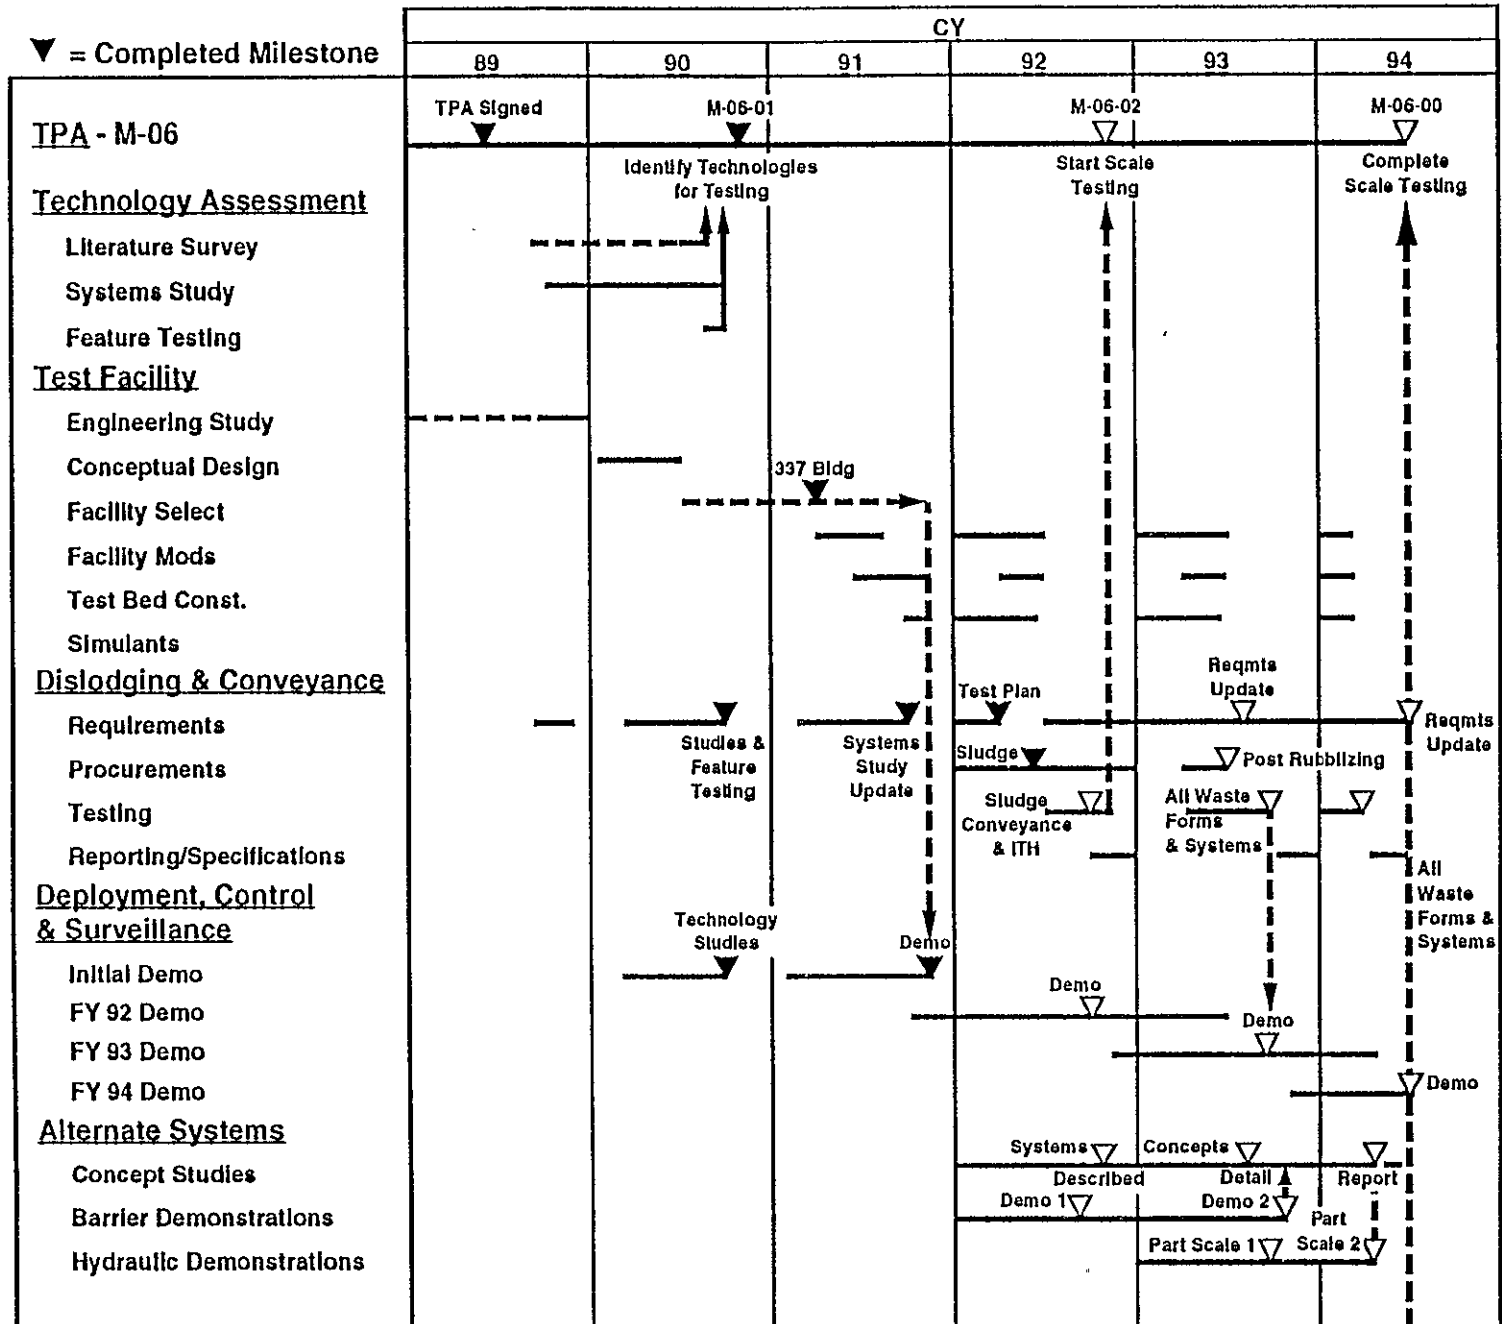 CY
▼ = Completed Milestone
89 90 91 92 93 94
TPA Signed M-06-01 M-06-02 M-06-00
TPA - M-06
Identify Technologies for Testing
Start Scale Testing
Complete Scale Testing
Technology Assessment
Literature Survey
Systems Study
Feature Testing
Test Facility
Engineering Study
Conceptual Design
337 Bldg
Facility Select
Facility Mods
Test Bed Const.
Simulants
Dislodging & Conveyance
Reqmts
Update
Test Plan
Requirements
Reqmts
Update
Studies &
Feature
Testing
Systems
Study
Update
Procurements
Sludge
Post Rubblizing
Testing
Sludge
Conveyance
& ITH
All Waste
Forms
& Systems
Reporting/Specifications
All
Waste
Forms &
Systems
Deployment, Control
& Surveillance
Technology
Studies
Demo
Initial Demo
FY 92 Demo
Demo
FY 93 Demo
Demo
FY 94 Demo
Demo
Alternate Systems
Concept Studies
Systems
Described
Concepts
Detail
Report
Barrier Demonstrations
Demo 1
Demo 2
Hydraulic Demonstrations
Part Scale 1
Part
Scale 2